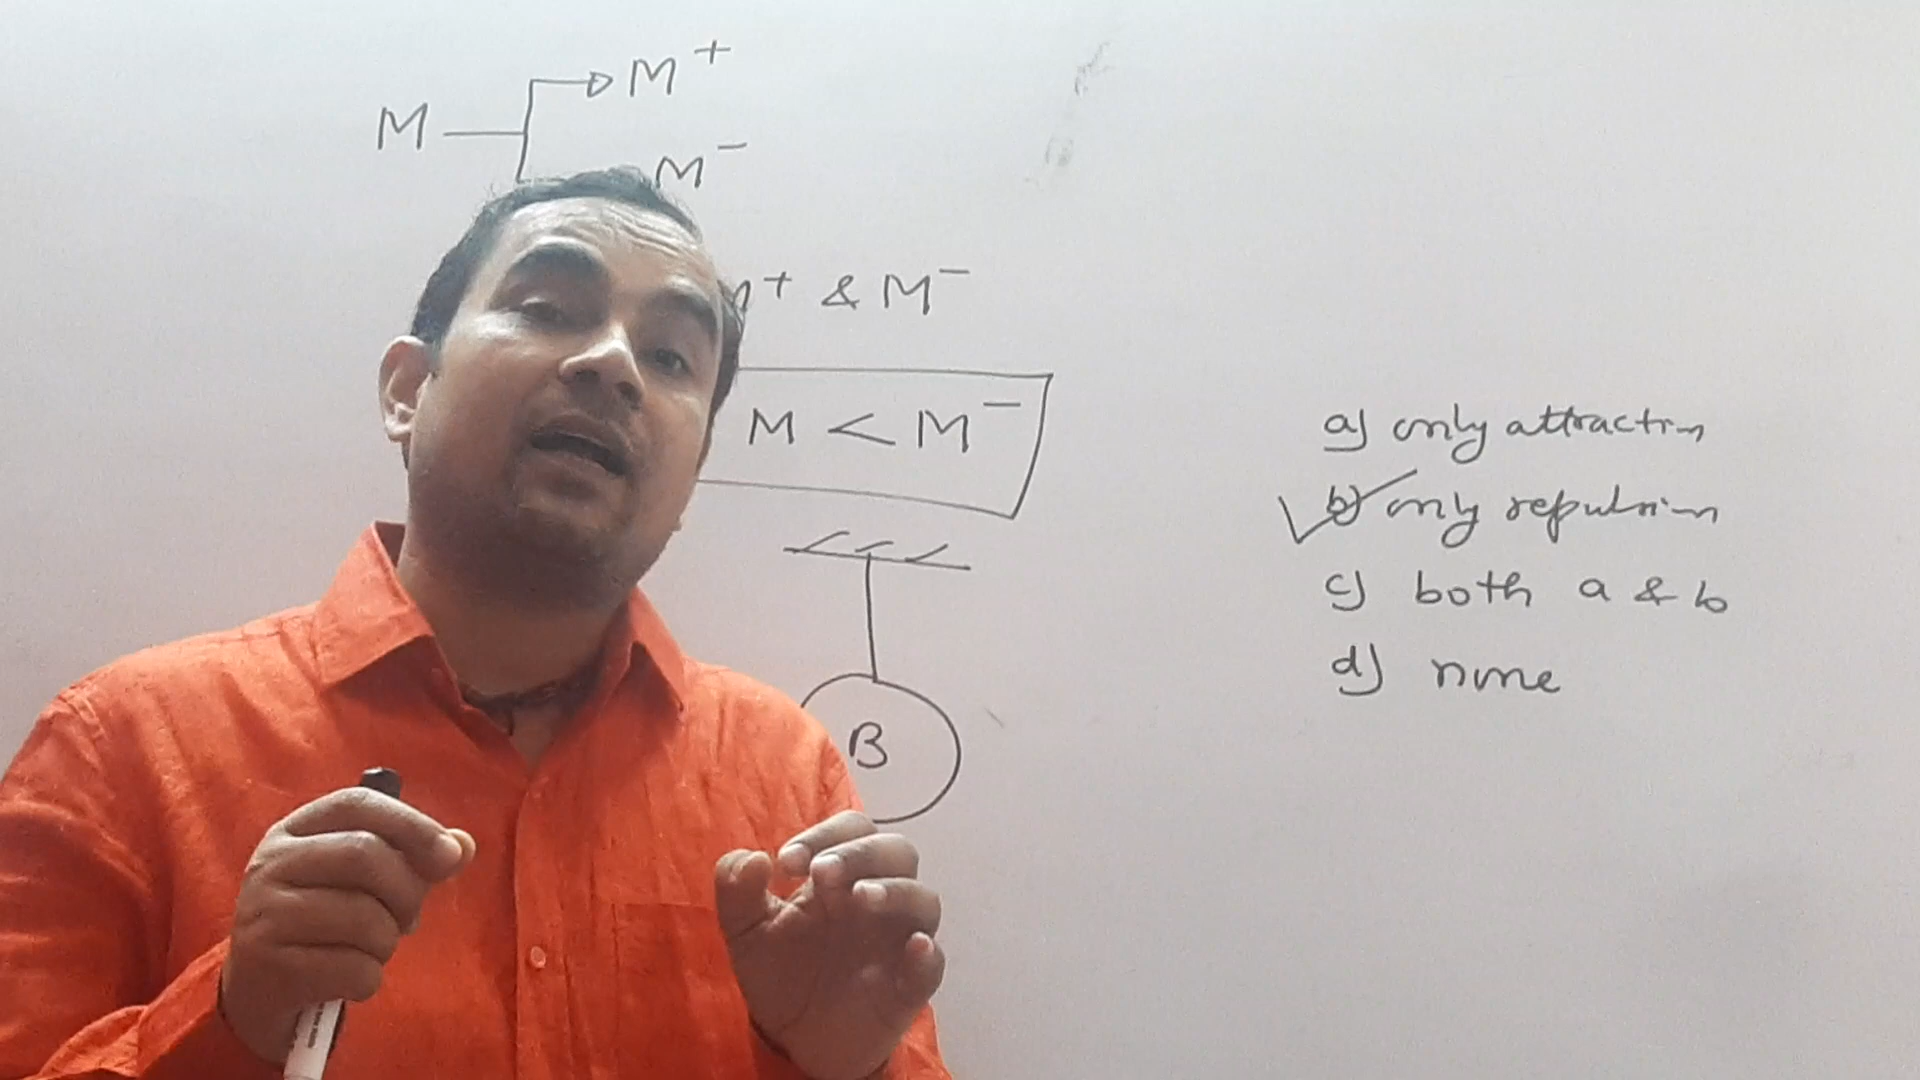 M
M+
M-
+ & M-
M < M-
B
a) only attraction
b) only repulsion
c) both a & b
d) none